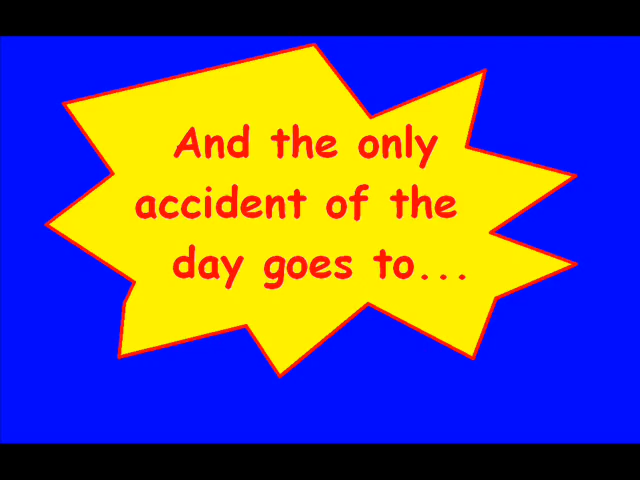 And the only
accident of the
day goes to...